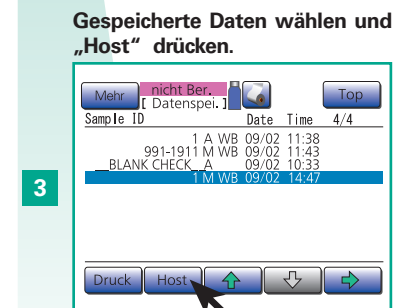 Gespeicherte Daten wählen und
„Host“ drücken.
Mehr
nicht Ber.
[ Datenspei. ]
Top
Sample ID Date Time 4/4
1 A WB 09/02 11:38
991-1911 M WB 09/02 11:43
__BLANK CHECK__A 09/02 10:33
1 M WB 09/02 14:47
3
Druck
Host